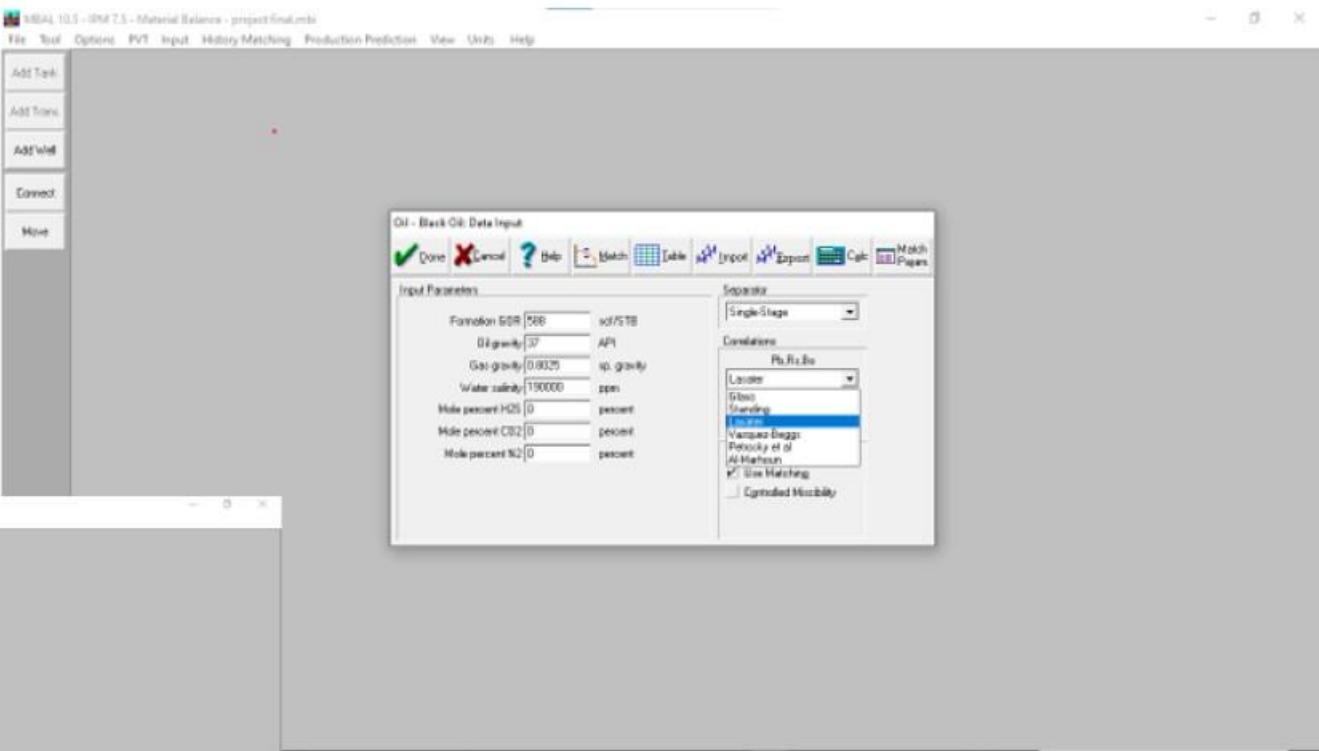 MBAL 10.5 - IPM 7.5 - Material Balance - project final.mbi
File Tool Options PVT Input History Matching Production Prediction View Units Help
Add Tank
Add Trans.
Add Well
Connect
Move
Oil - Black Oil: Data Input
Done Cancel Help Match Table Import Export Calc Match Param
Input Parameters
Formation GOR 588 scf/STB
Oil gravity 37 API
Gas gravity 0.8025 sp. gravity
Water salinity 190000 ppm
Mole percent H2S 0 percent
Mole percent CO2 0 percent
Mole percent N2 0 percent
Separator
Single-Stage
Correlations
Pb,Rs,Bo
Lasater
Glaso
Standing
Lasater
Vazquez-Beggs
Petrosky et al
Al-Marhoun
Use Matching
Controlled Miscibility